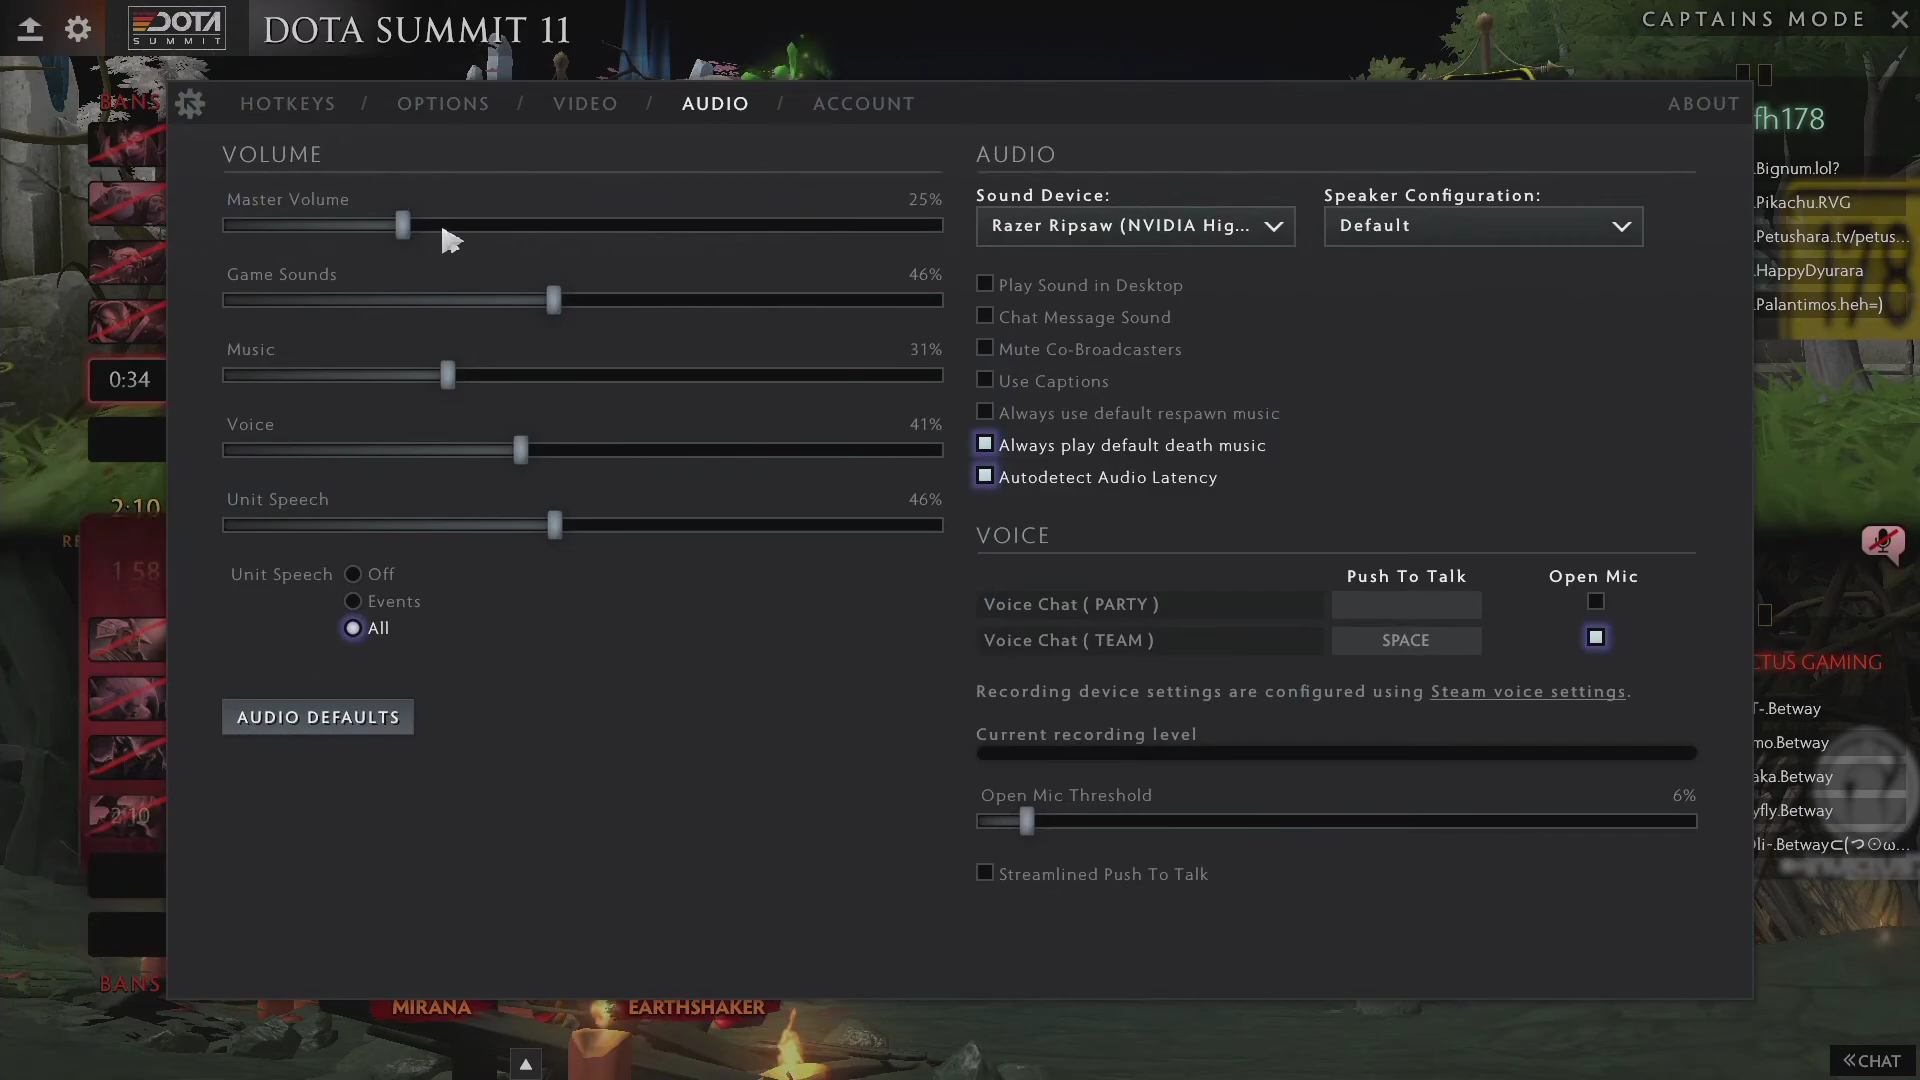 DOTA
SUMMIT
DOTA SUMMIT 11
CAPTAINS MODE
BANS
HOTKEYS / OPTIONS / VIDEO / AUDIO / ACCOUNT
ABOUT
fh178
.Bignum.lol?
.Pikachu.RVG
.Petushara..tv/petus...
.HappyDyurara
.Palantimos.heh=)
VOLUME
Master Volume 25%
Game Sounds 46%
Music 31%
Voice 41%
Unit Speech 46%
Unit Speech Off
Events
All
AUDIO DEFAULTS
AUDIO
Sound Device: Speaker Configuration:
Razer Ripsaw (NVIDIA Hig... Default
Play Sound in Desktop
Chat Message Sound
Mute Co-Broadcasters
Use Captions
Always use default respawn music
Always play default death music
Autodetect Audio Latency
VOICE
Push To Talk Open Mic
Voice Chat ( PARTY )
Voice Chat ( TEAM ) SPACE
Recording device settings are configured using Steam voice settings.
Current recording level
Open Mic Threshold 6%
Streamlined Push To Talk
0:34
2:10
RE
1 58
2:10
BANS
178
CTUS GAMING
T-.Betway
mo.Betway
aka.Betway
yfly.Betway
li-.Betway⊂(つ⊙ω...
MIRANA
EARTHSHAKER
CHAT